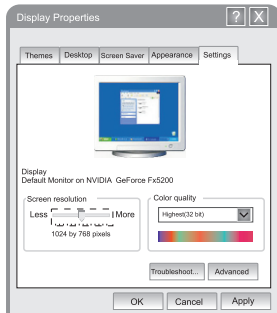 Display Properties
? X
Themes Desktop Screen Saver Appearance Settings
Display
Default Monitor on NVIDIA GeForce Fx5200
Screen resolution
Less More
1024 by 768 pixels
Color quality
Highest(32 bit)
Troubleshoot... Advanced
OK Cancel Apply